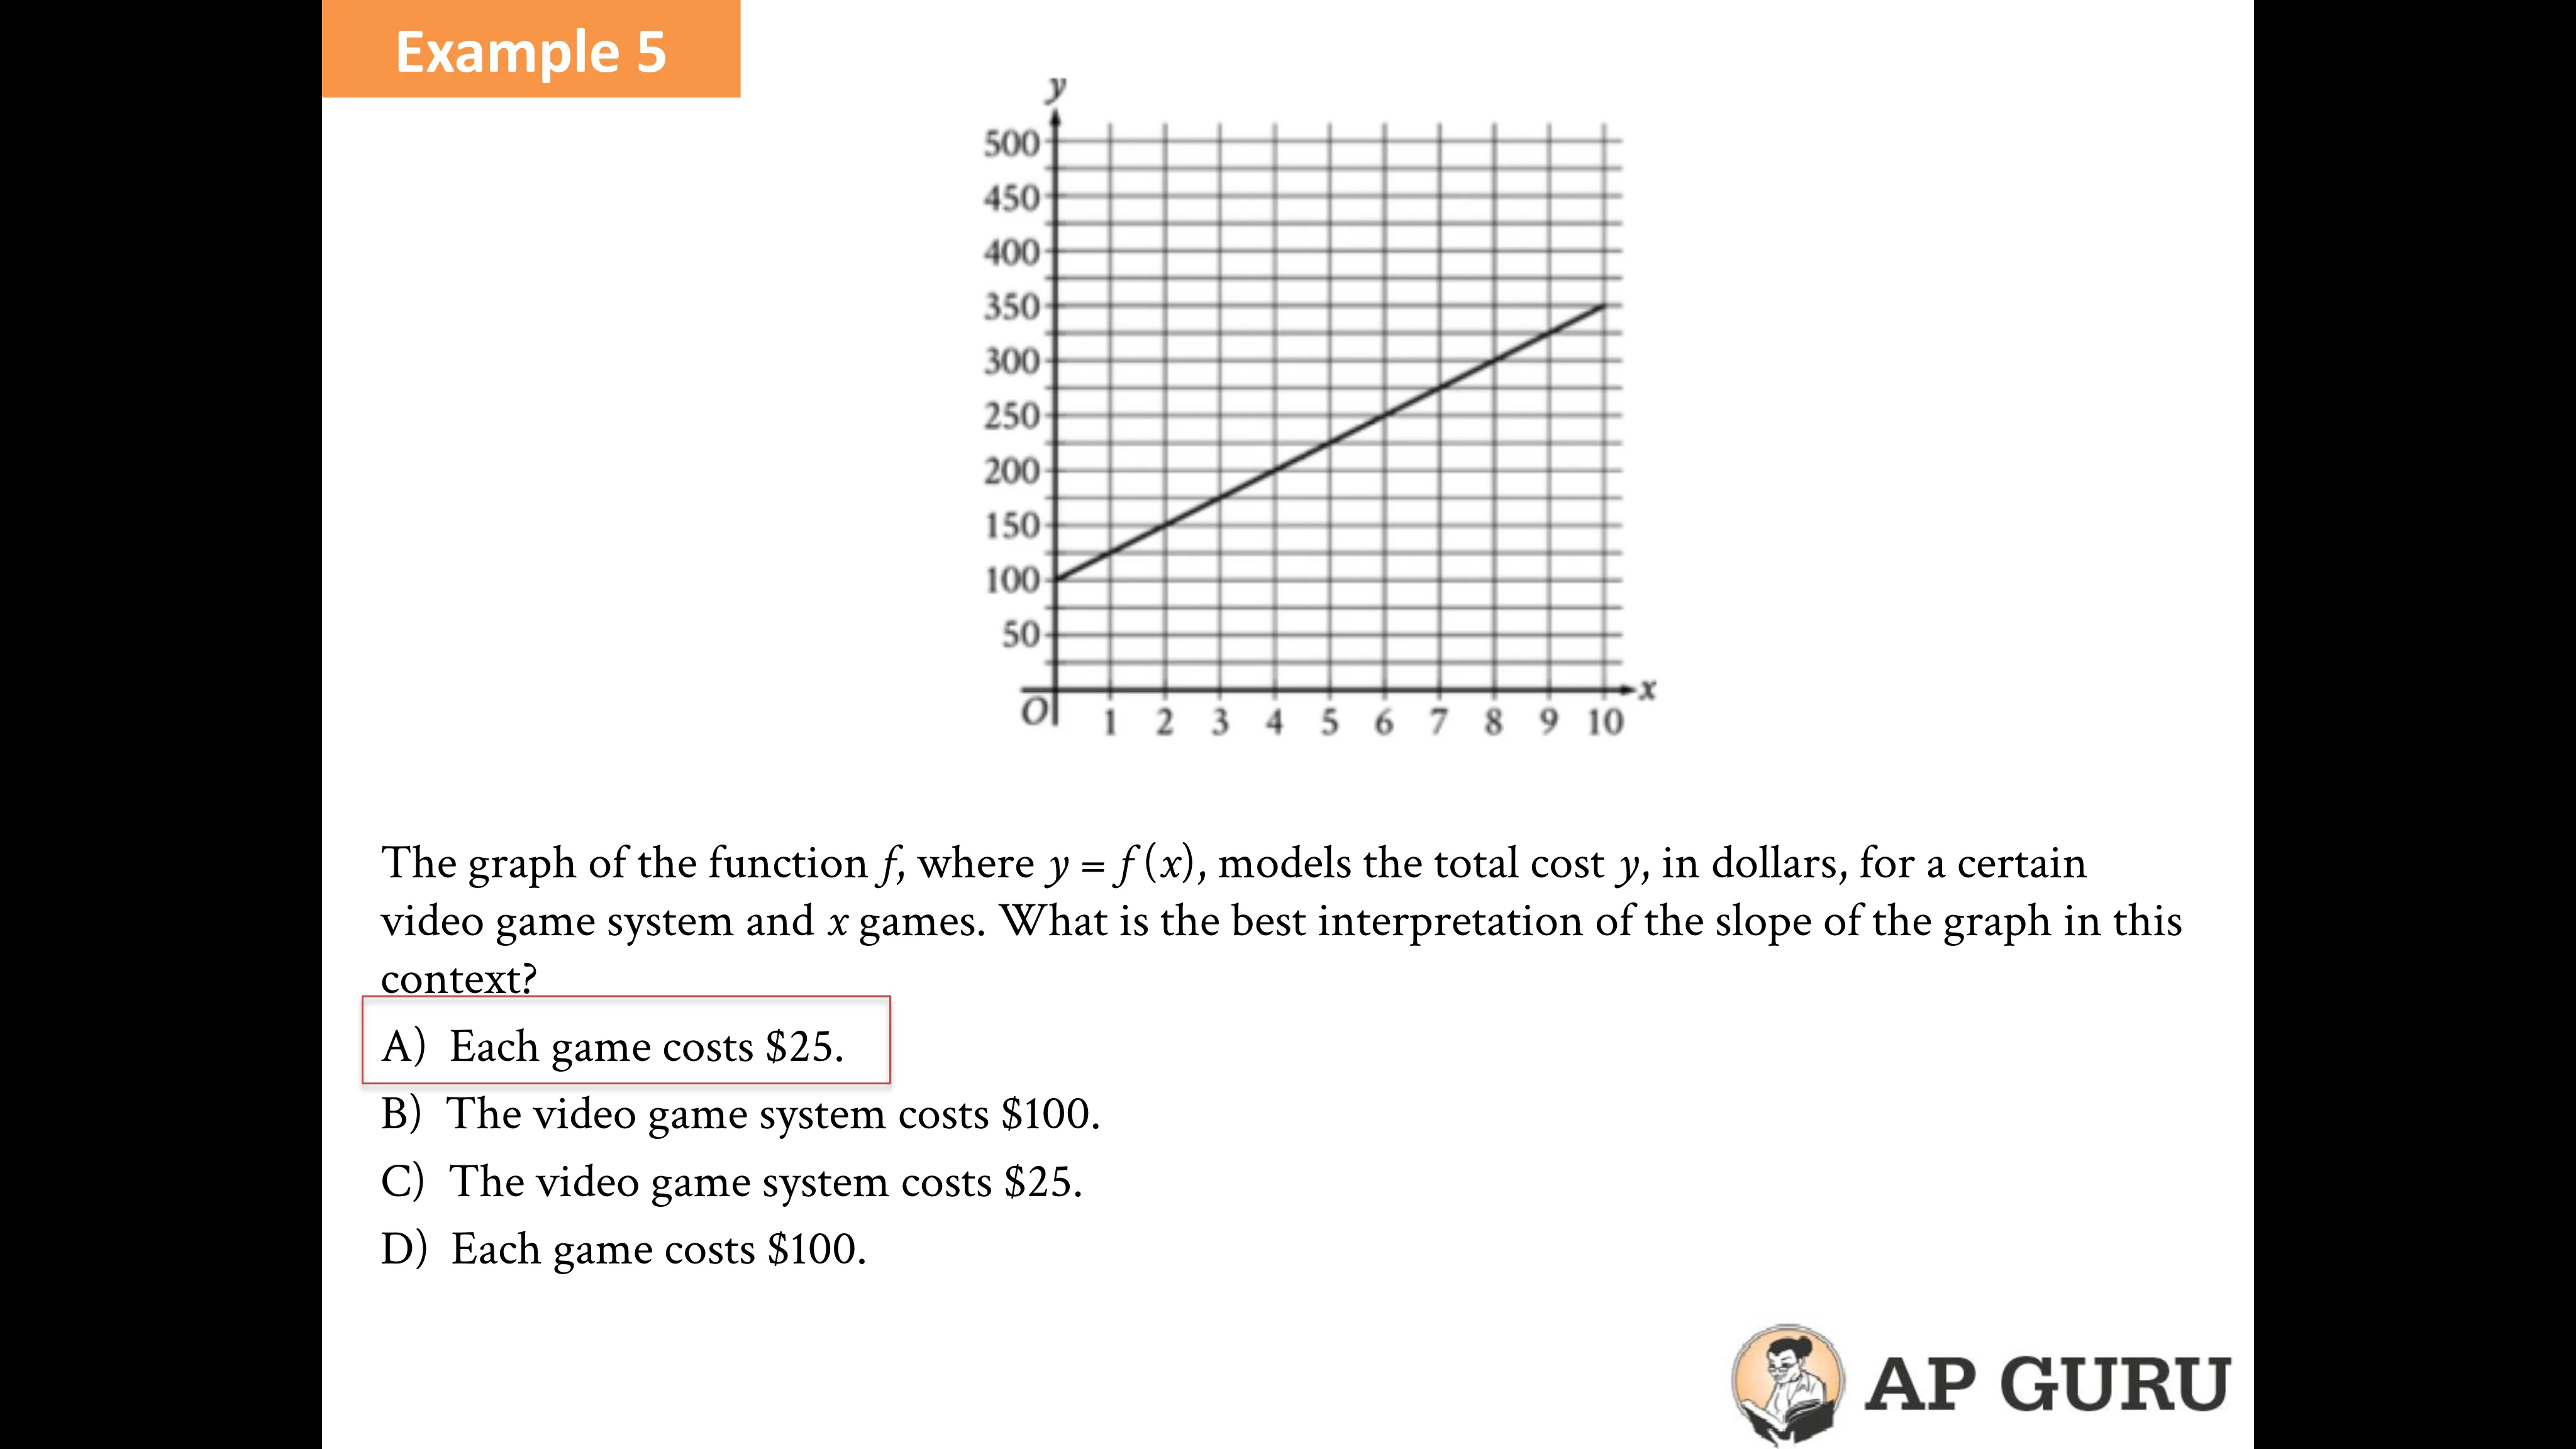 Example 5
y
500
450
400
350
300
250
200
150
100
50
x
O 1 2 3 4 5 6 7 8 9 10
The graph of the function f, where y = f (x), models the total cost y, in dollars, for a certain
video game system and x games. What is the best interpretation of the slope of the graph in this
context?
A) Each game costs $25.
B) The video game system costs $100.
C) The video game system costs $25.
D) Each game costs $100.
AP GURU